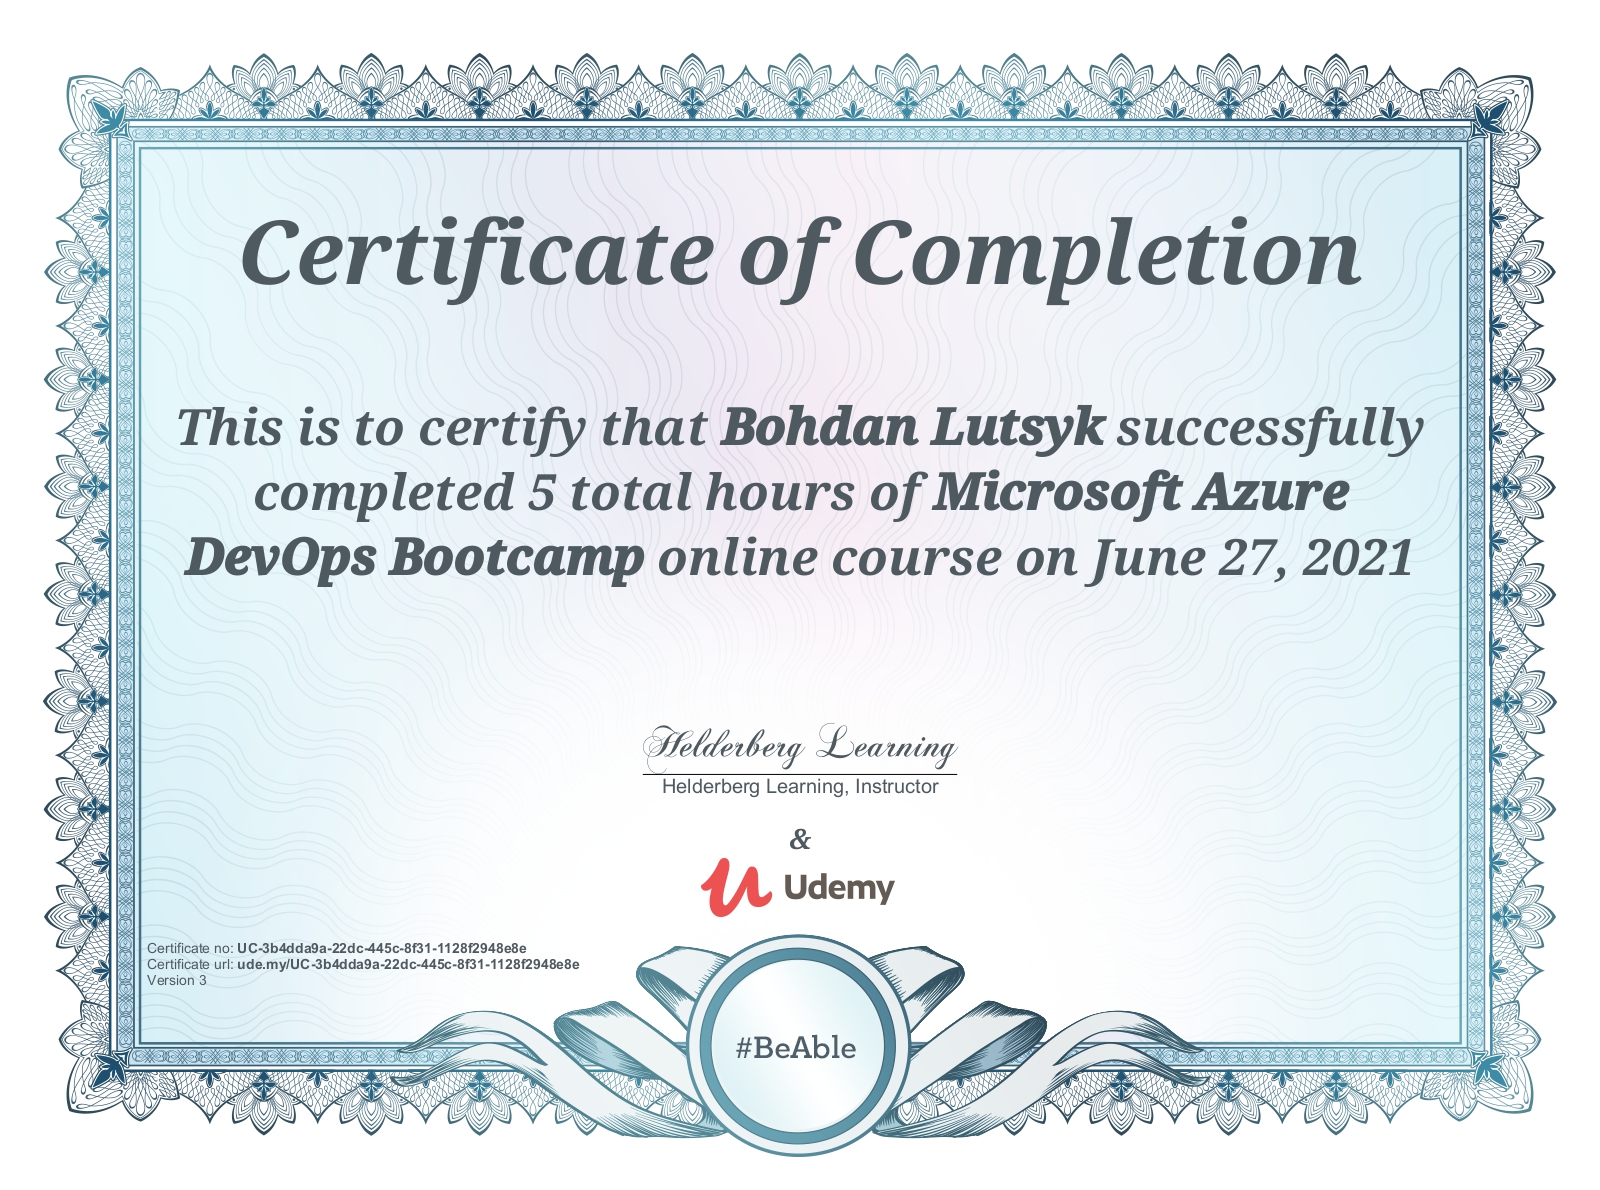 Certificate of Completion
This is to certify that Bohdan Lutsyk successfully
completed 5 total hours of Microsoft Azure
DevOps Bootcamp online course on June 27, 2021
Helderberg Learning
Helderberg Learning, Instructor
&
Udemy
Certificate no: UC-3b4dda9a-22dc-445c-8f31-1128f2948e8e
Certificate url: ude.my/UC-3b4dda9a-22dc-445c-8f31-1128f2948e8e
Version 3
#BeAble